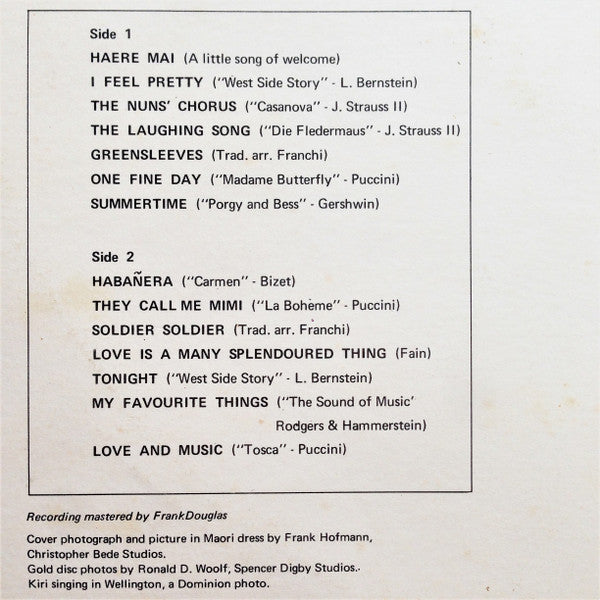 Side 1
HAERE MAI (A little song of welcome)
I FEEL PRETTY ("West Side Story" - L. Bernstein)
THE NUNS' CHORUS ("Casanova" - J. Strauss II)
THE LAUGHING SONG ("Die Fledermaus" - J. Strauss II)
GREENSLEEVES (Trad. arr. Franchi)
ONE FINE DAY ("Madame Butterfly" - Puccini)
SUMMERTIME ("Porgy and Bess" - Gershwin)
Side 2
HABAÑERA ("Carmen" - Bizet)
THEY CALL ME MIMI ("La Boheme" - Puccini)
SOLDIER SOLDIER (Trad. arr. Franchi)
LOVE IS A MANY SPLENDOURED THING (Fain)
TONIGHT ("West Side Story" - L. Bernstein)
MY FAVOURITE THINGS ("The Sound of Music'
Rodgers & Hammerstein)
LOVE AND MUSIC ("Tosca" - Puccini)
Recording mastered by FrankDouglas
Cover photograph and picture in Maori dress by Frank Hofmann,
Christopher Bede Studios.
Gold disc photos by Ronald D. Woolf, Spencer Digby Studios.
Kiri singing in Wellington, a Dominion photo.